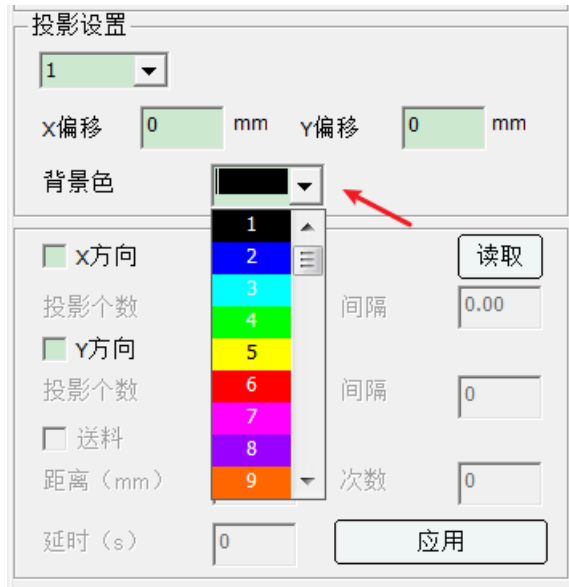 投影设置
1
X偏移 0 mm Y偏移 0 mm
背景色
1
2
3
4
5
6
7
8
9
X方向 读取
投影个数 间隔 0.00
Y方向
投影个数 间隔 0
送料
距离（mm） 次数 0
延时（s） 0 应用